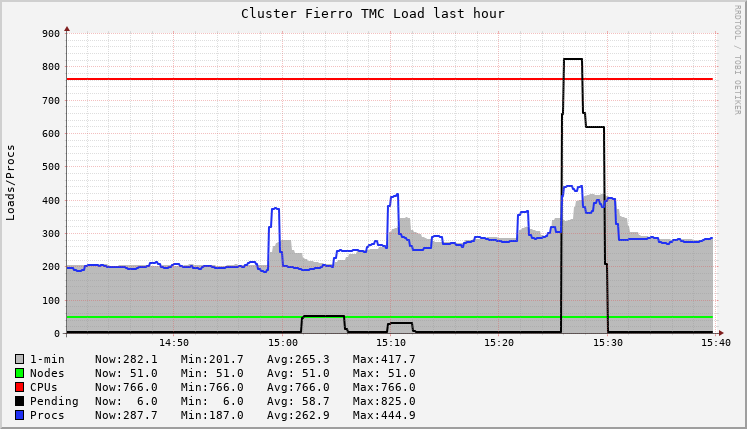 Cluster Fierro TMC Load last hour
RRDTOOL / TOBI OETIKER
Loads/Procs
900
800
700
600
500
400
300
200
100
0
14:50 15:00 15:10 15:20 15:30 15:40
1-min Now:282.1 Min:201.7 Avg:265.3 Max:417.7
Nodes Now: 51.0 Min: 51.0 Avg: 51.0 Max: 51.0
CPUs Now:766.0 Min:766.0 Avg:766.0 Max:766.0
Pending Now: 6.0 Min: 6.0 Avg: 58.7 Max:825.0
Procs Now:287.7 Min:187.0 Avg:262.9 Max:444.9